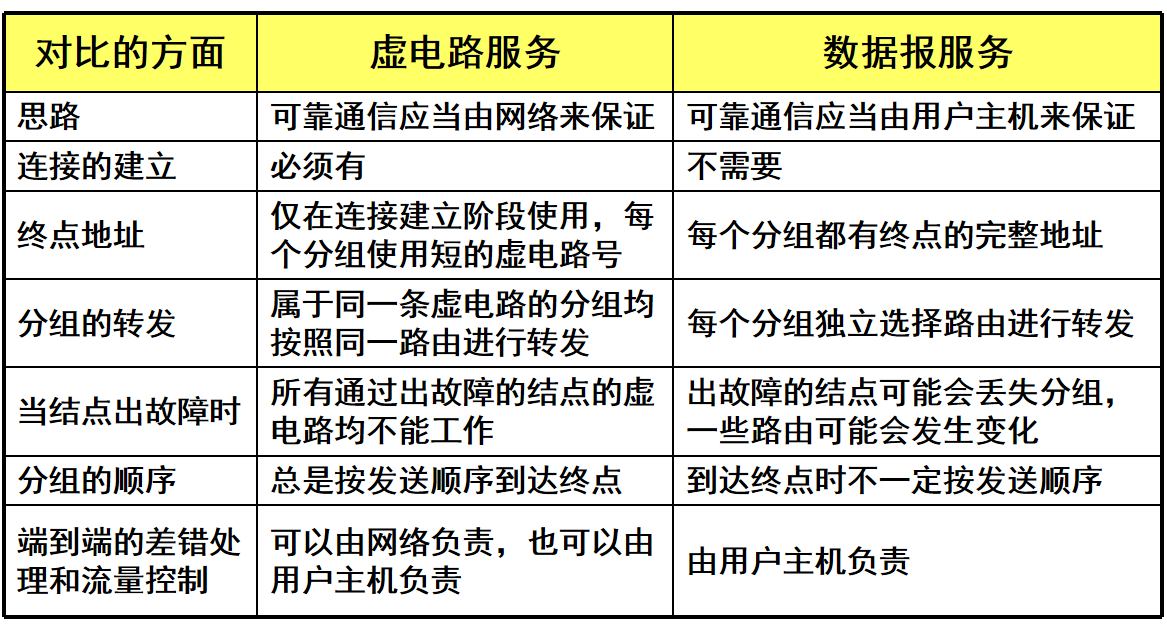 对比的方面
虚电路服务
数据报服务
思路
可靠通信应当由网络来保证
可靠通信应当由用户主机来保证
连接的建立
必须有
不需要
终点地址
仅在连接建立阶段使用，每
个分组使用短的虚电路号
每个分组都有终点的完整地址
分组的转发
属于同一条虚电路的分组均
按照同一路由进行转发
每个分组独立选择路由进行转发
当结点出故障时
所有通过出故障的结点的虚
电路均不能工作
出故障的结点可能会丢失分组，
一些路由可能会发生变化
分组的顺序
总是按发送顺序到达终点
到达终点时不一定按发送顺序
端到端的差错处
理和流量控制
可以由网络负责，也可以由
用户主机负责
由用户主机负责